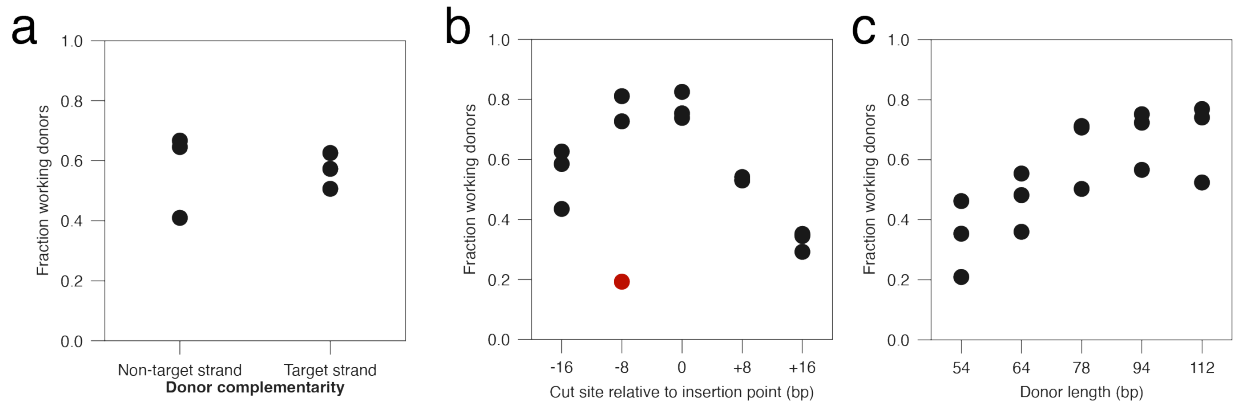 a
1.0
0.8
0.6
0.4
0.2
0.0
Fraction working donors
Non-target strand
Target strand
Donor complementarity
b
1.0
0.8
0.6
0.4
0.2
0.0
Fraction working donors
-16
-8
0
+8
+16
Cut site relative to insertion point (bp)
c
1.0
0.8
0.6
0.4
0.2
0.0
Fraction working donors
54
64
78
94
112
Donor length (bp)